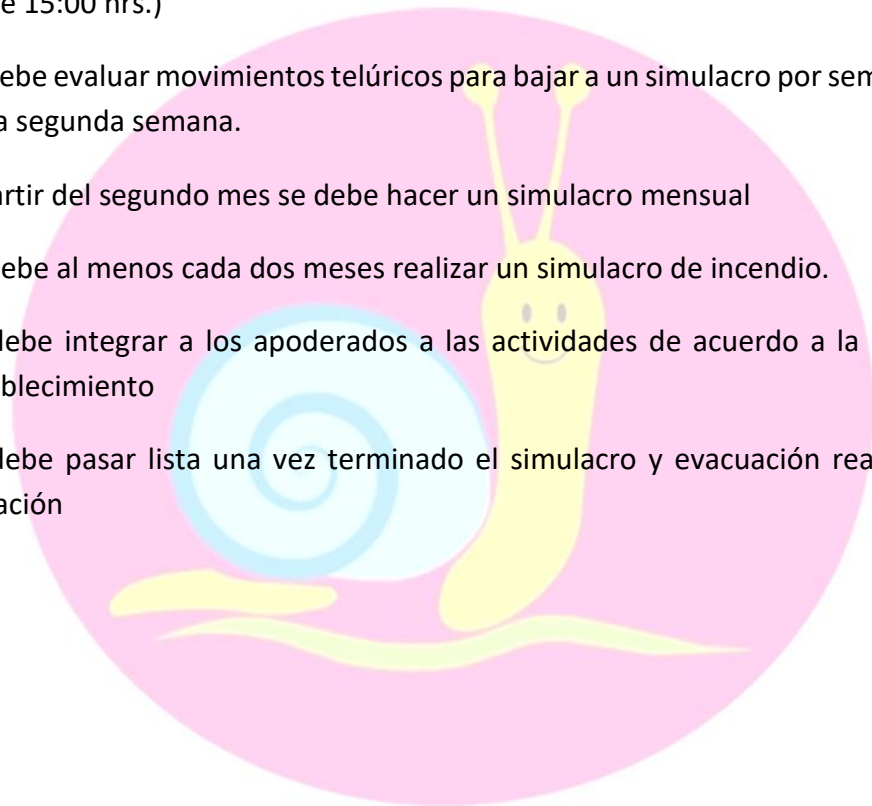 e 15:00 hrs.)
ebe evaluar movimientos telúricos para bajar a un simulacro por sem
a segunda semana.
artir del segundo mes se debe hacer un simulacro mensual
ebe al menos cada dos meses realizar un simulacro de incendio.
debe integrar a los apoderados a las actividades de acuerdo a la
blecimiento
debe pasar lista una vez terminado el simulacro y evacuación rea
ación